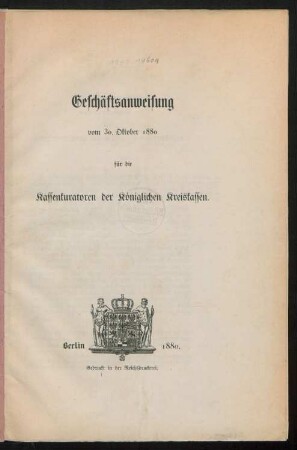 Geschäftsanweisung
vom 30. Oktober 1880
für die
Kassenkuratoren der Königlichen Kreiskassen.
Berlin 1880.
Gedruckt in der Reichsdruckerei.